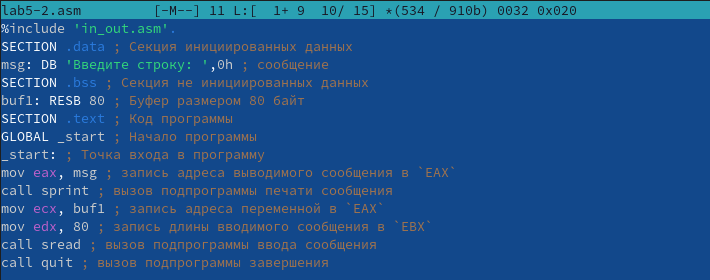 lab5-2.asm         [-M--] 11 L:[  1+ 9  10/ 15] *(534 / 910b) 0032 0x020
%include 'in_out.asm'.
SECTION .data ; Секция инициированных данных
msg: DB 'Введите строку: ',0h ; сообщение
SECTION .bss ; Секция не инициированных данных
buf1: RESB 80 ; Буфер размером 80 байт
SECTION .text ; Код программы
GLOBAL _start ; Начало программы
_start: ; Точка входа в программу
mov eax, msg ; запись адреса выводимого сообщения в `EAX`
call sprint ; вызов подпрограммы печати сообщения
mov ecx, buf1 ; запись адреса переменной в `EAX`
mov edx, 80 ; запись длины вводимого сообщения в `EBX`
call sread ; вызов подпрограммы ввода сообщения
call quit ; вызов подпрограммы завершения